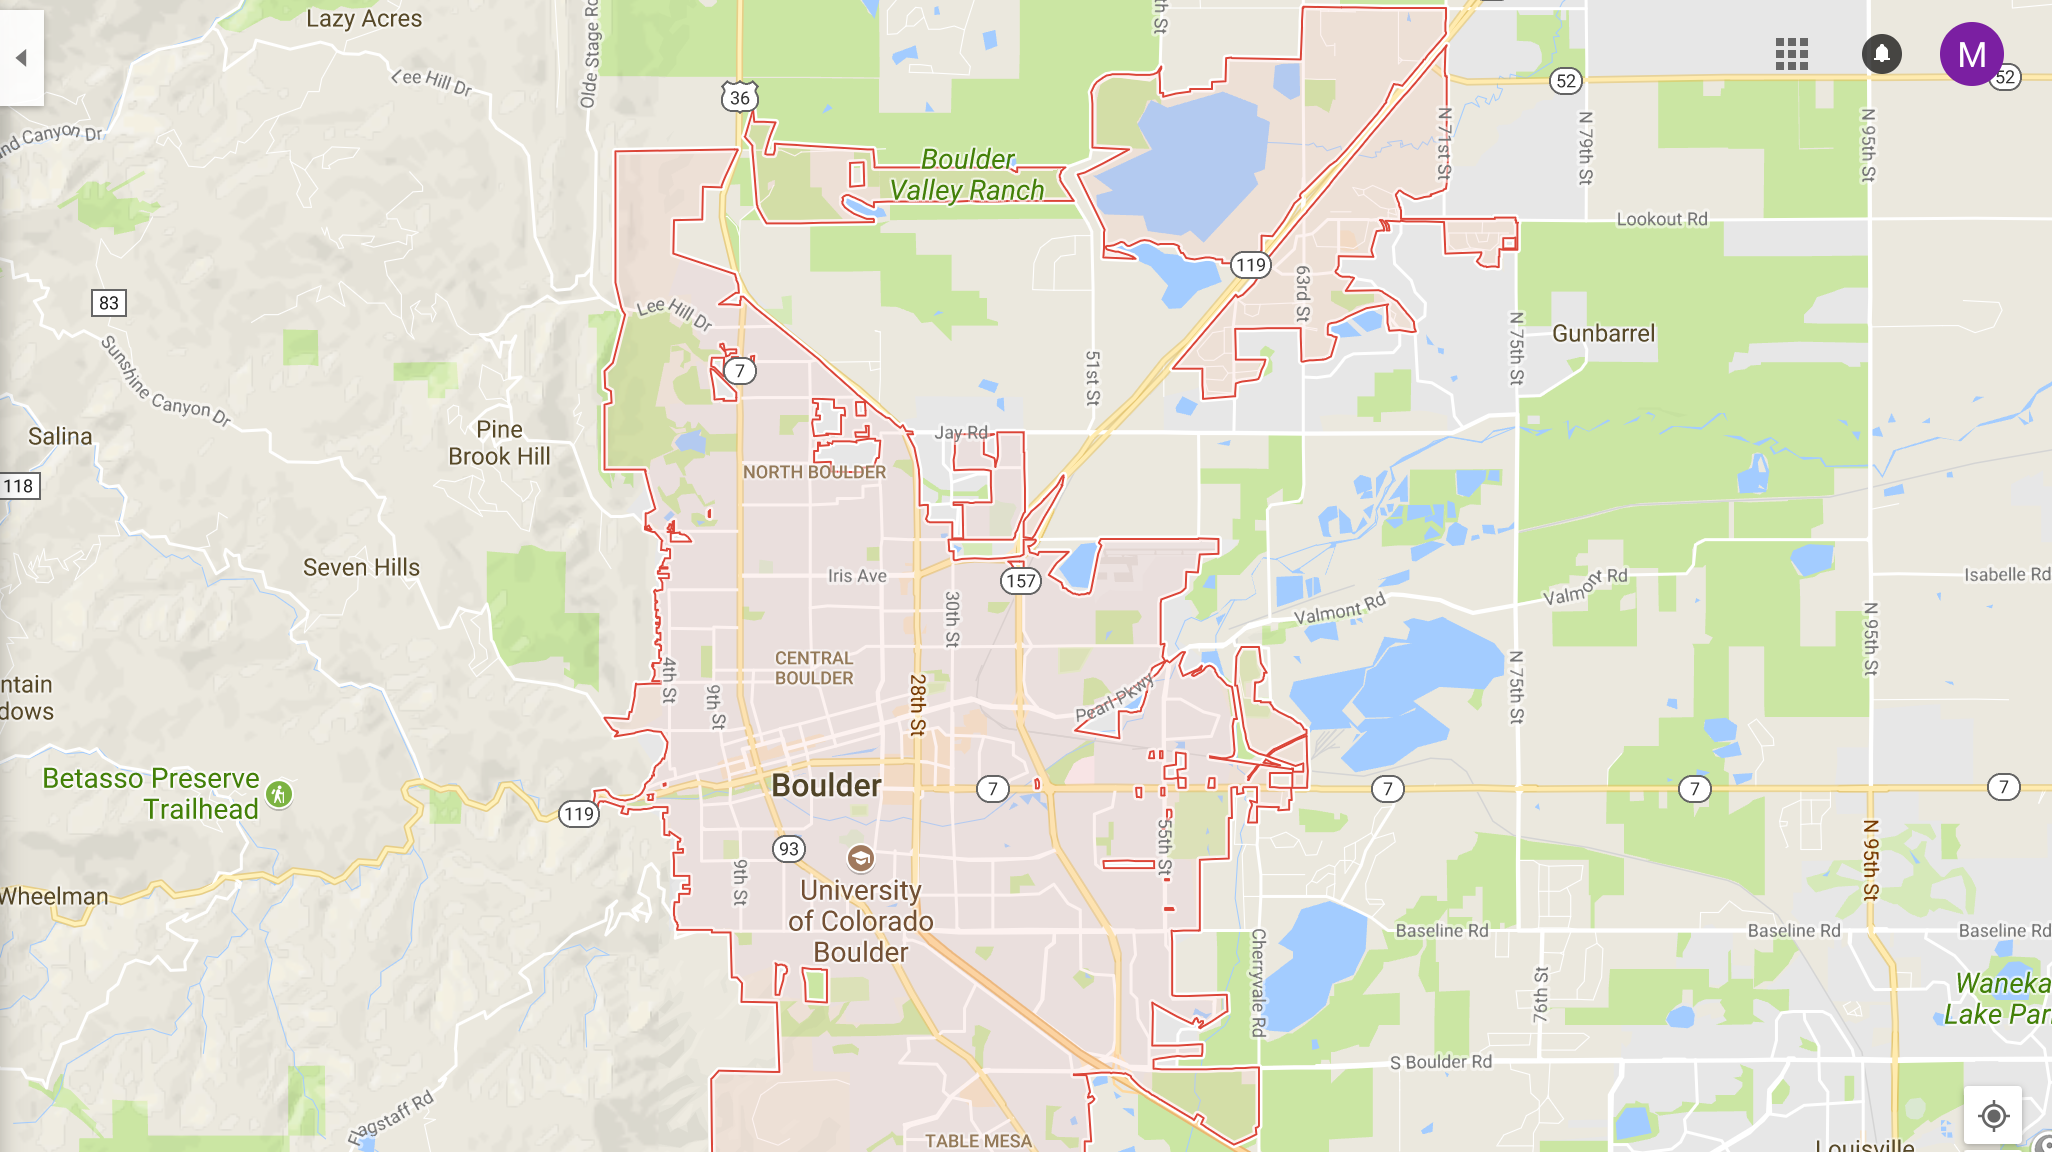 Lazy Acres
Lee Hill Dr
Olde Stage Rd
36
th St
52
M
52
nd Canyon Dr
N 71st St
N 79th St
N 95th St
Boulder
Valley Ranch
Lookout Rd
119
63rd St
83
Lee Hill Dr
Gunbarrel
N 75th St
Sunshine Canyon Dr
7
51st St
Salina
Pine
Brook Hill
Jay Rd
NORTH BOULDER
118
Seven Hills
Iris Ave
157
Isabelle Rd
Valmont Rd
Valmont Rd
30th St
N 95th St
CENTRAL
BOULDER
4th St
9th St
28th St
Pearl Pkwy
N 75th St
ntain
dows
Betasso Preserve
Trailhead
Boulder
7
7
7
7
119
93
55th St
N 95th St
9th St
University
of Colorado
Boulder
Wheelman
Baseline Rd
Baseline Rd
Baseline Rd
Cherryvale Rd
76th St
Waneka
Lake Par
S Boulder Rd
Flagstaff Rd
TABLE MESA
Louisville